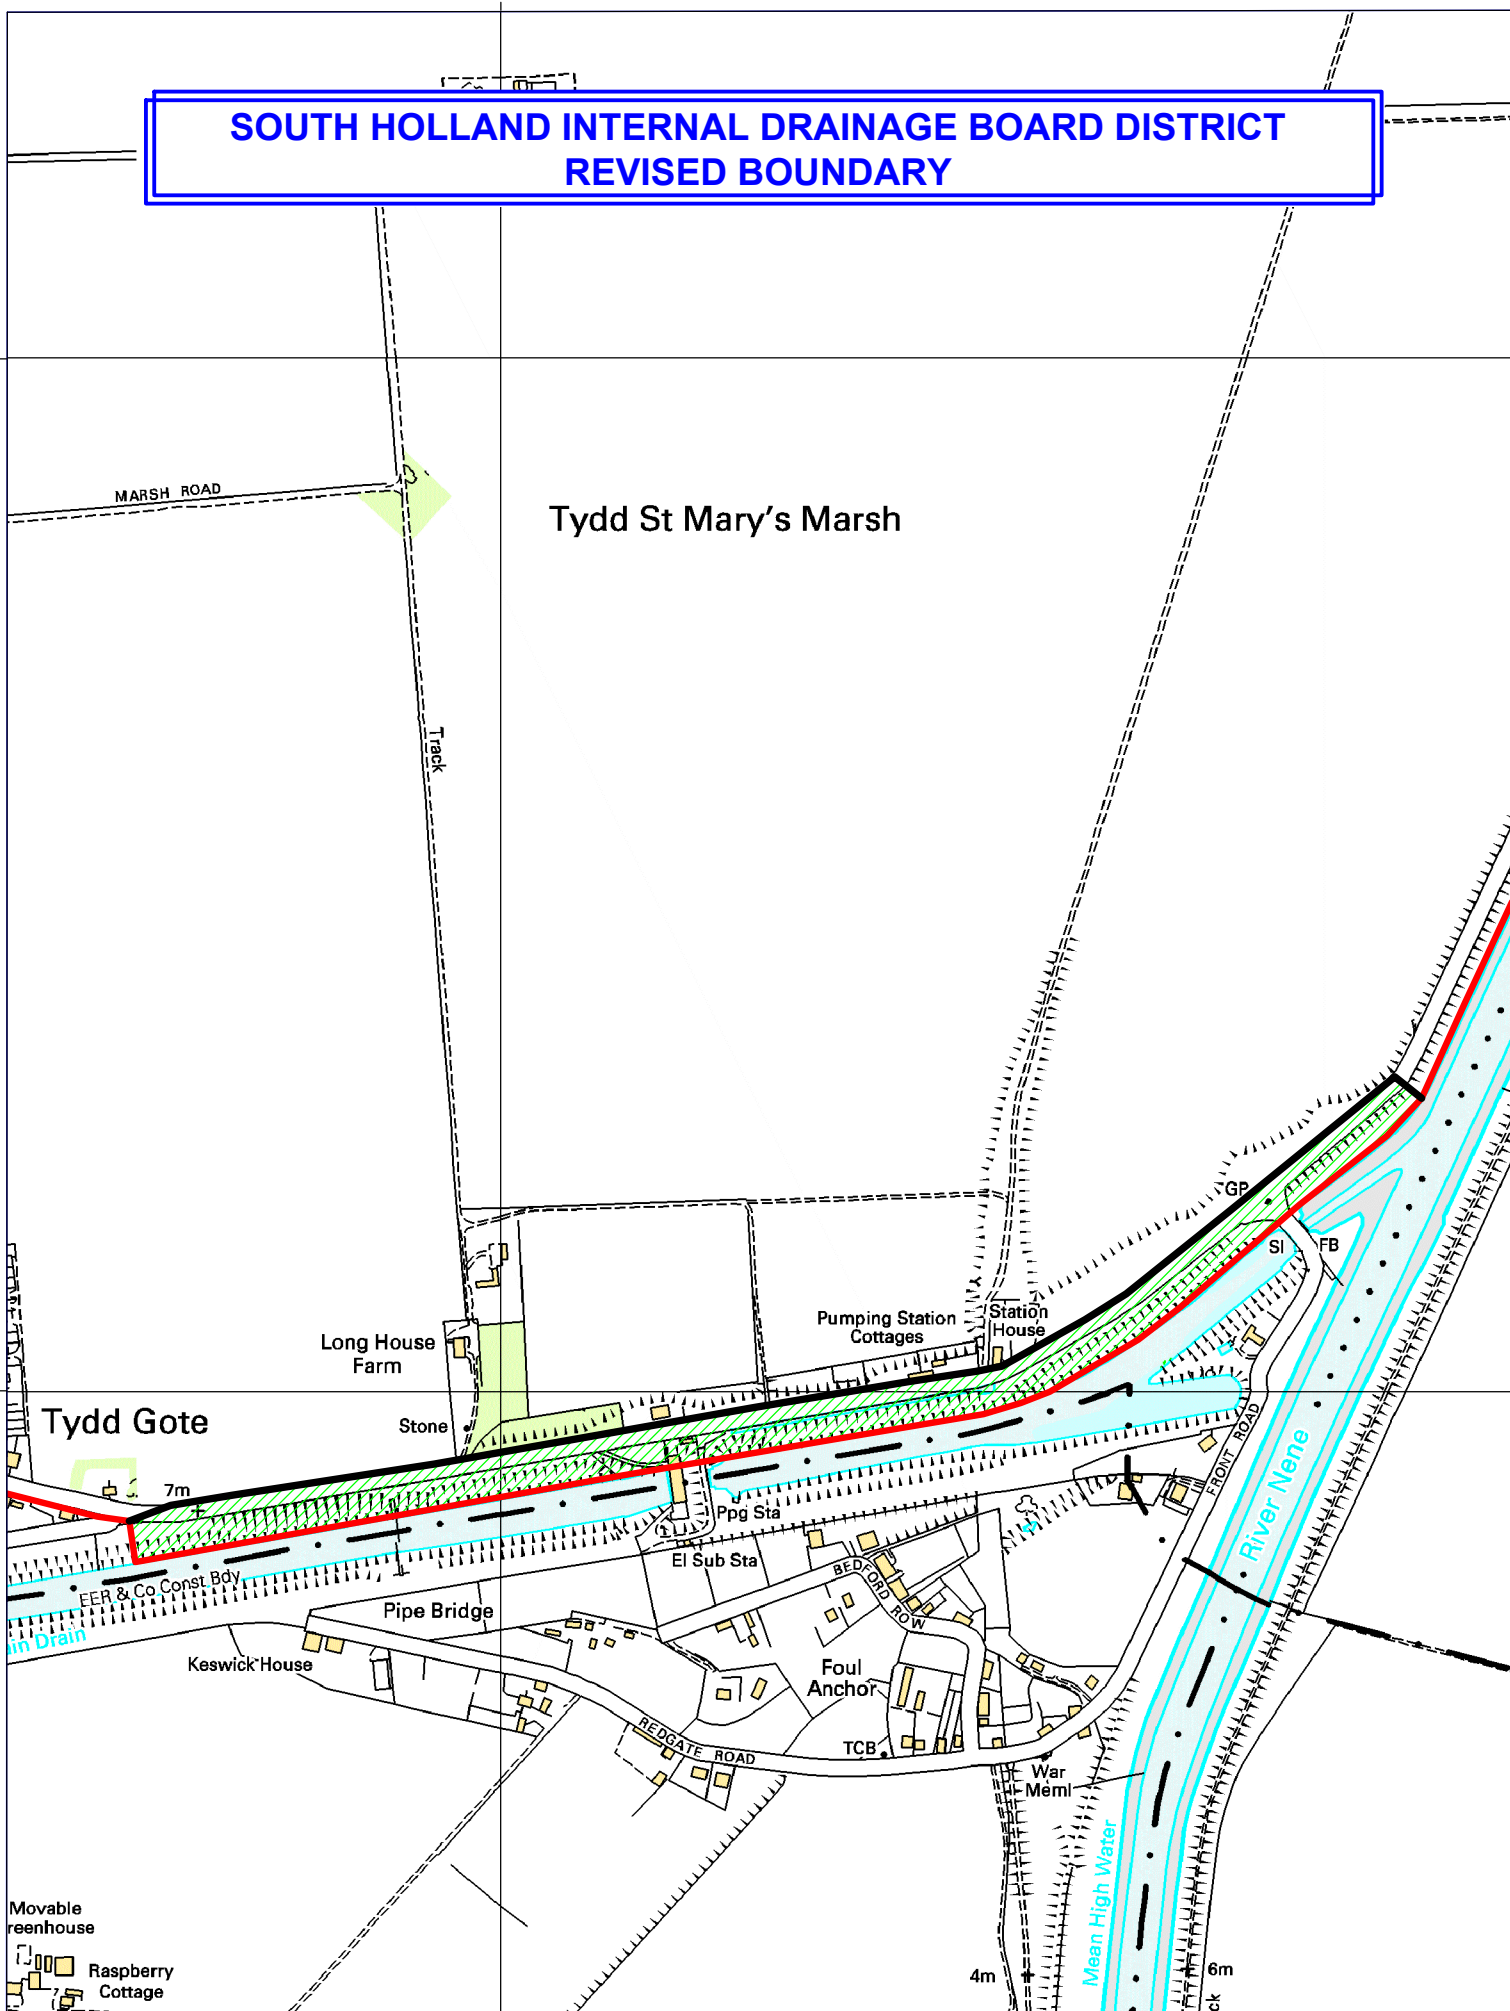 SOUTH HOLLAND INTERNAL DRAINAGE BOARD DISTRICT
REVISED BOUNDARY
MARSH ROAD
Tydd St Mary's Marsh
Track
GP
SI
FB
Pumping Station
Cottages
Station
House
Long House
Farm
Stone
Tydd Gote
7m
FRONT ROAD
River Nene
Ppg Sta
El Sub Sta
EER & Co Const Bdy
BEDFORD ROW
Pipe Bridge
in Drain
Keswick House
Foul
Anchor
REDGATE ROAD
TCB
War
Meml
Mean High Water
Movable
reenhouse
Raspberry
Cottage
4m
6m
ck